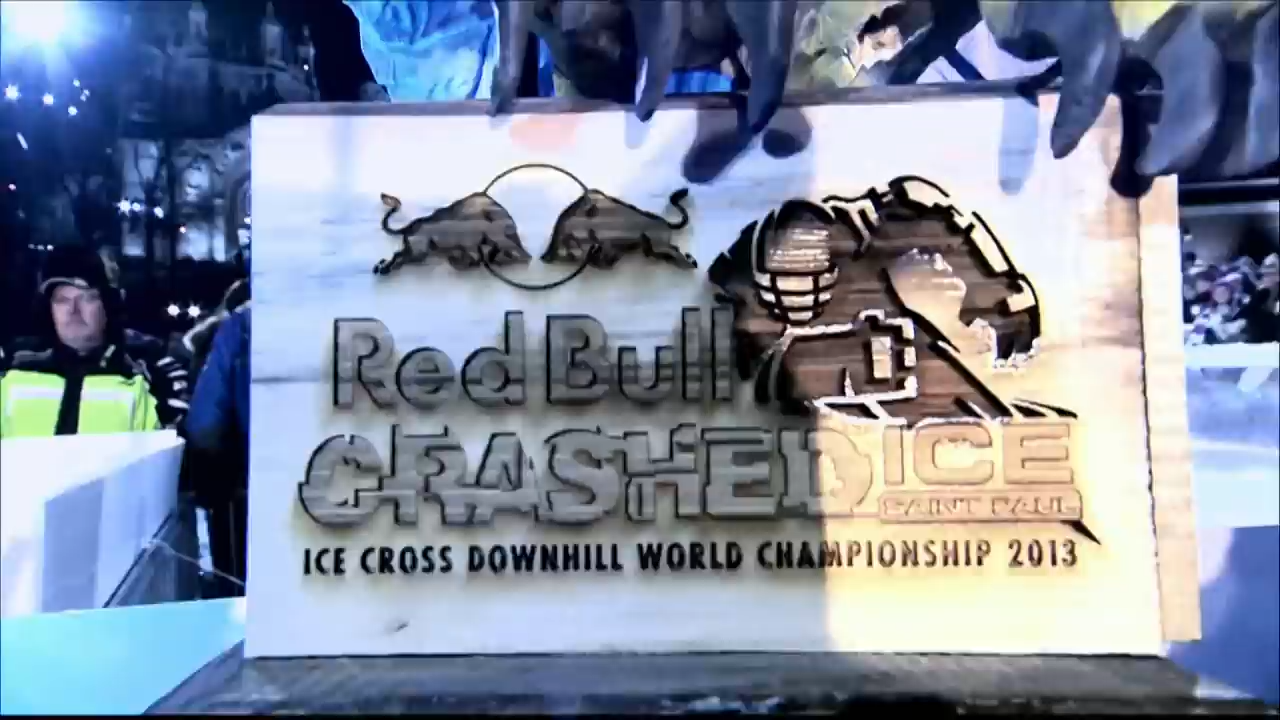 Red Bull
CRASHED ICE
SAINT PAUL
ICE CROSS DOWNHILL WORLD CHAMPIONSHIP 2013